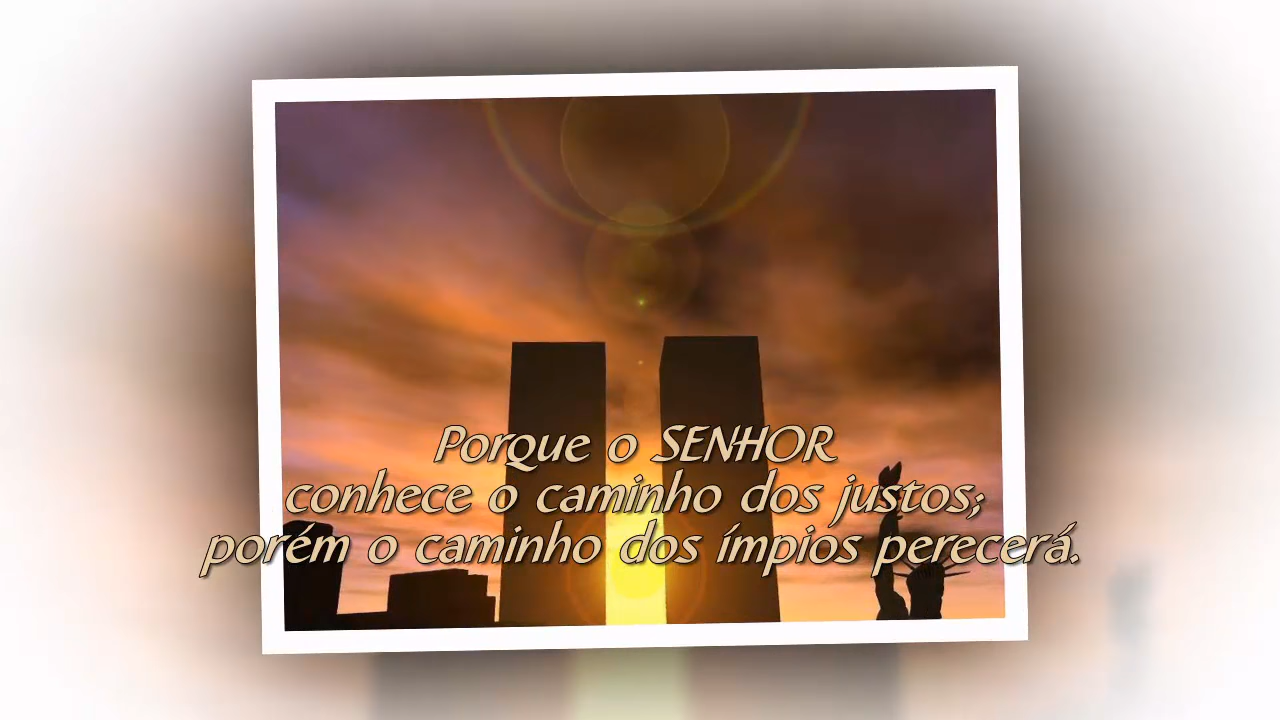 Porque o SENHOR
conhece o caminho dos justos;
porém o caminho dos ímpios perecerá.